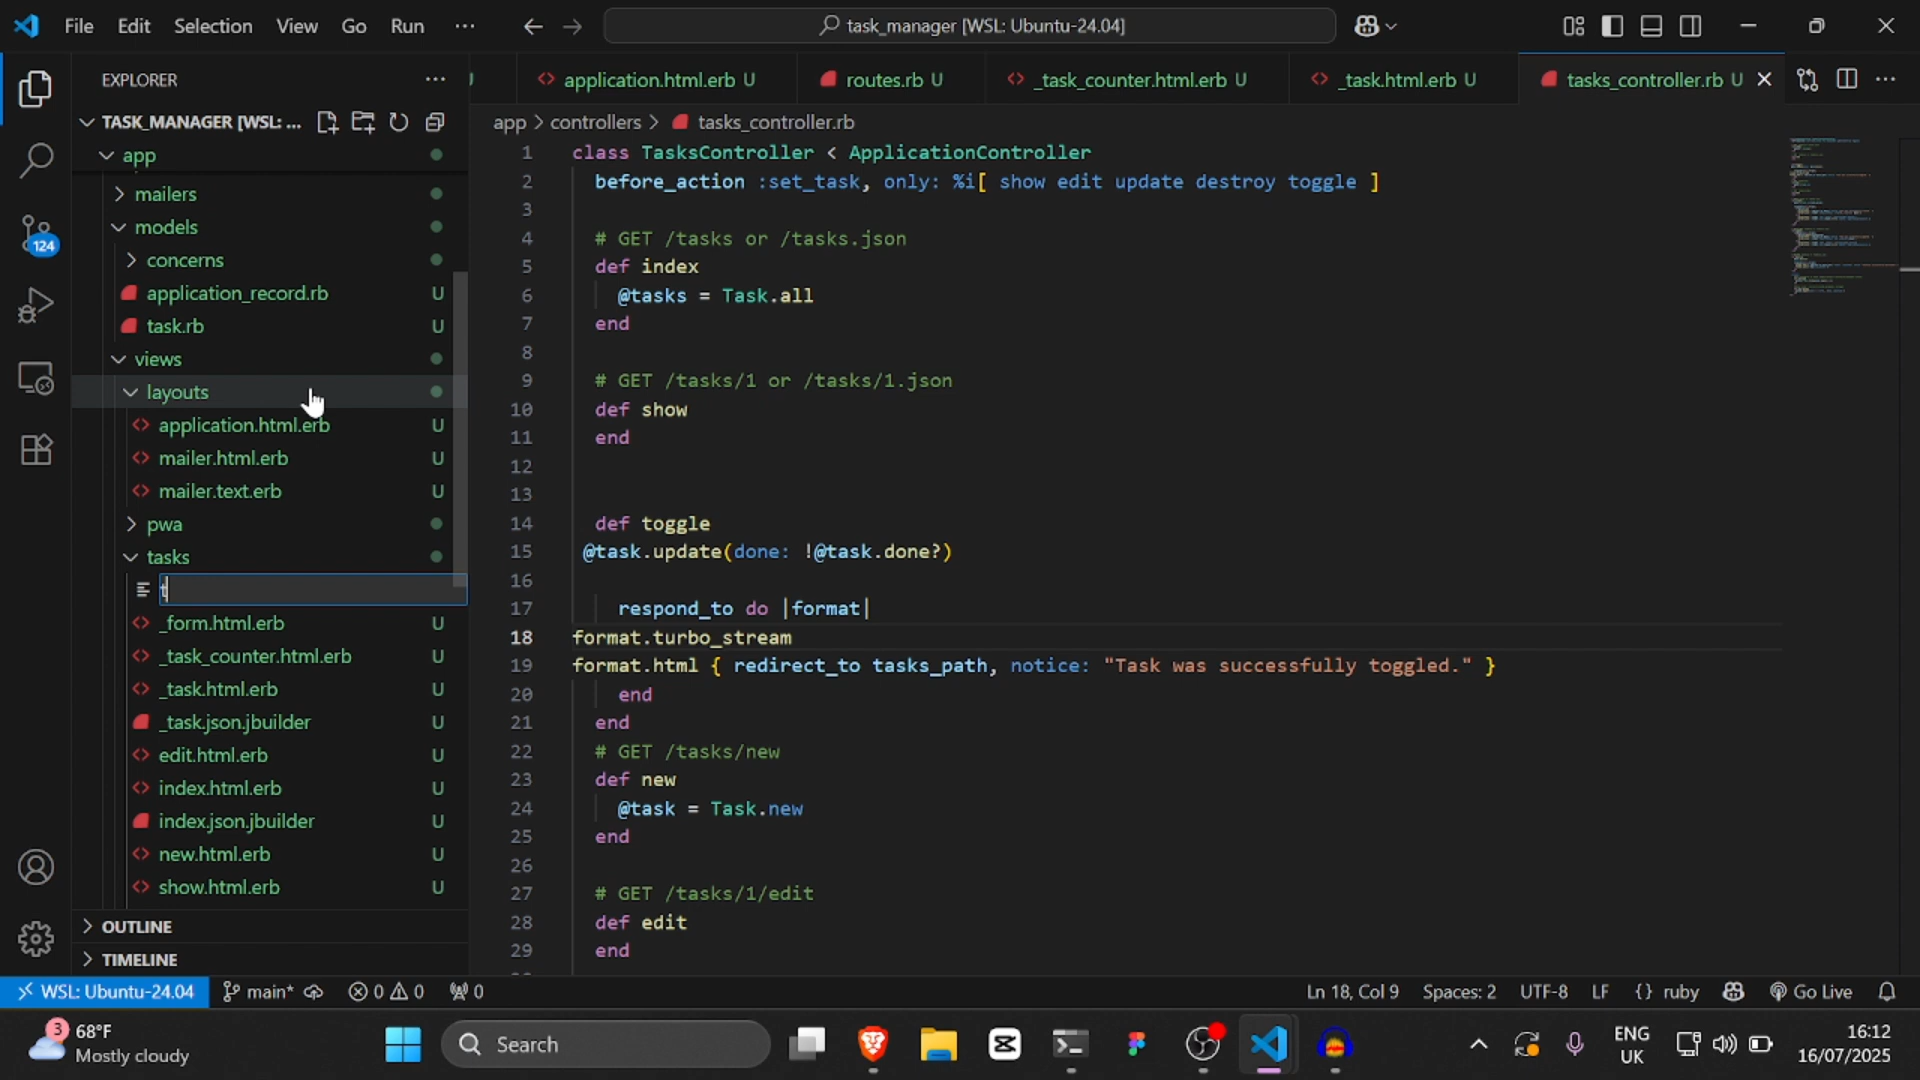 File Edit Selection View Go Run ··· task_manager [WSL: Ubuntu-24.04]
EXPLORER
application.html.erb U routes.rb U _task_counter.html.erb U _task.html.erb U tasks_controller.rb U
TASK_MANAGER [WSL: ...
app > controllers > tasks_controller.rb
app
mailers
models
concerns
application_record.rb U
task.rb U
views
layouts
application.html.erb U
mailer.html.erb U
mailer.text.erb U
pwa
tasks
t
_form.html.erb U
_task_counter.html.erb U
_task.html.erb U
_task.json.jbuilder U
edit.html.erb U
index.html.erb U
index.json.jbuilder U
new.html.erb U
show.html.erb U
OUTLINE
TIMELINE
124
1 class TasksController < ApplicationController
2 before_action :set_task, only: %i[ show edit update destroy toggle ]
3
4 # GET /tasks or /tasks.json
5 def index
6 @tasks = Task.all
7 end
8
9 # GET /tasks/1 or /tasks/1.json
10 def show
11 end
12
13
14 def toggle
15 @task.update(done: !@task.done?)
16
17 respond_to do |format|
18 format.turbo_stream
19 format.html { redirect_to tasks_path, notice: "Task was successfully toggled." }
20 end
21 end
22 # GET /tasks/new
23 def new
24 @task = Task.new
25 end
26
27 # GET /tasks/1/edit
28 def edit
29 end
WSL: Ubuntu-24.04 main* 0 0 0 Ln 18, Col 9 Spaces: 2 UTF-8 LF {} ruby Go Live
3 68°F
Mostly cloudy
Search
ENG
UK
16:12
16/07/2025